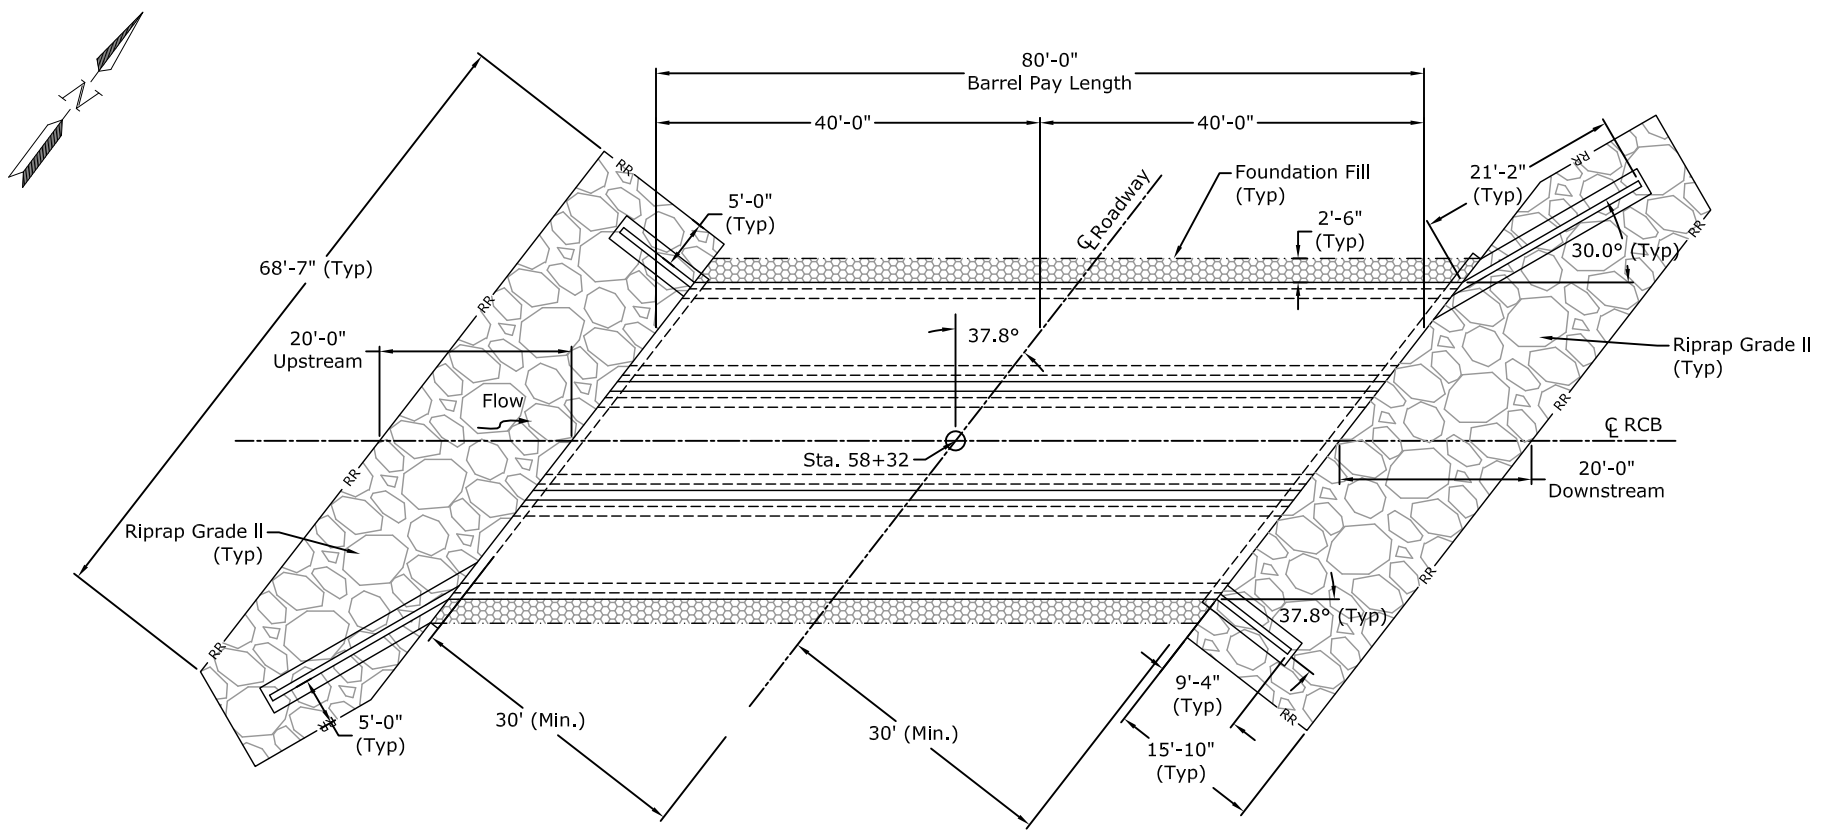 N
80'-0"
Barrel Pay Length
40'-0"
40'-0"
℄ Roadway
Foundation Fill
(Typ)
21'-2"
(Typ)
RR
RR
5'-0"
(Typ)
2'-6"
(Typ)
30.0° (Typ)
RR
68'-7" (Typ)
RR
20'-0"
Upstream
37.8°
Riprap Grade II
(Typ)
Flow
RR
℄ RCB
Sta. 58+32
20'-0"
Downstream
RR
Riprap Grade II
(Typ)
RR
37.8° (Typ)
RR
9'-4"
(Typ)
RR
5'-0"
(Typ)
RR
30' (Min.)
30' (Min.)
15'-10"
(Typ)